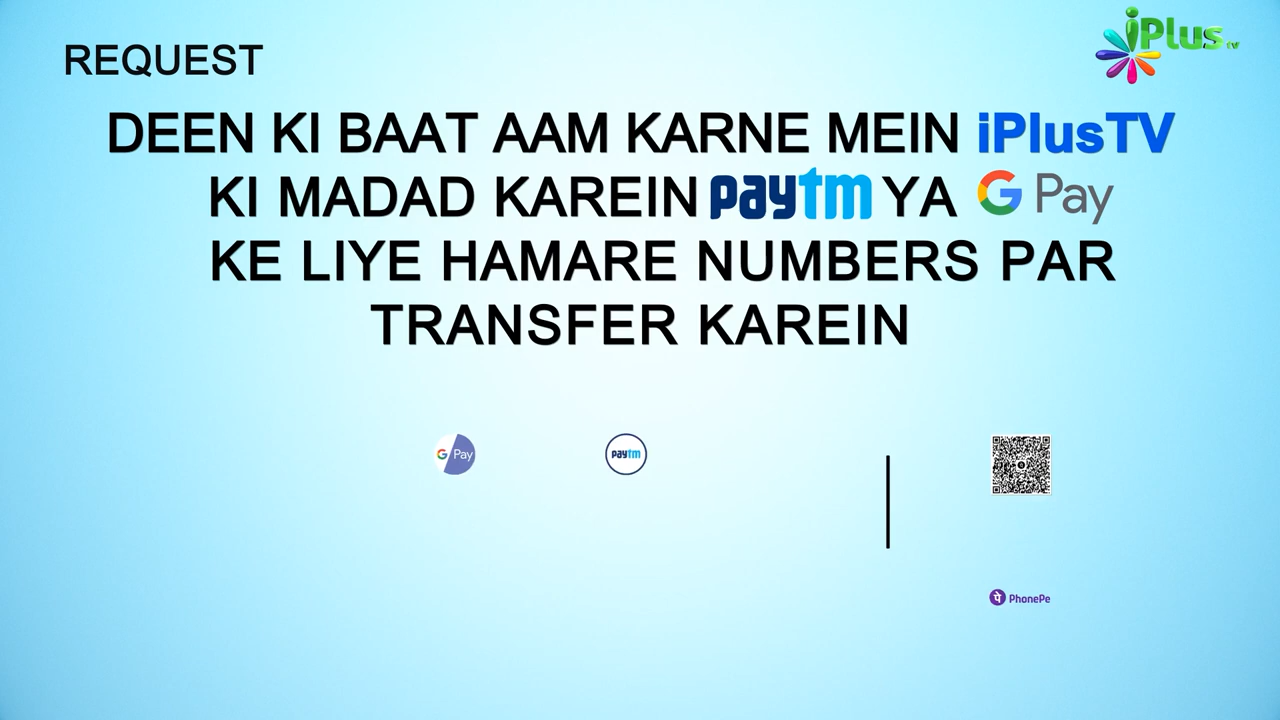 REQUEST
iPlus tv
DEEN KI BAAT AAM KARNE MEIN iPlusTV
KI MADAD KAREIN paytm YA G Pay
KE LIYE HAMARE NUMBERS PAR
TRANSFER KAREIN
G Pay
paytm
पे PhonePe